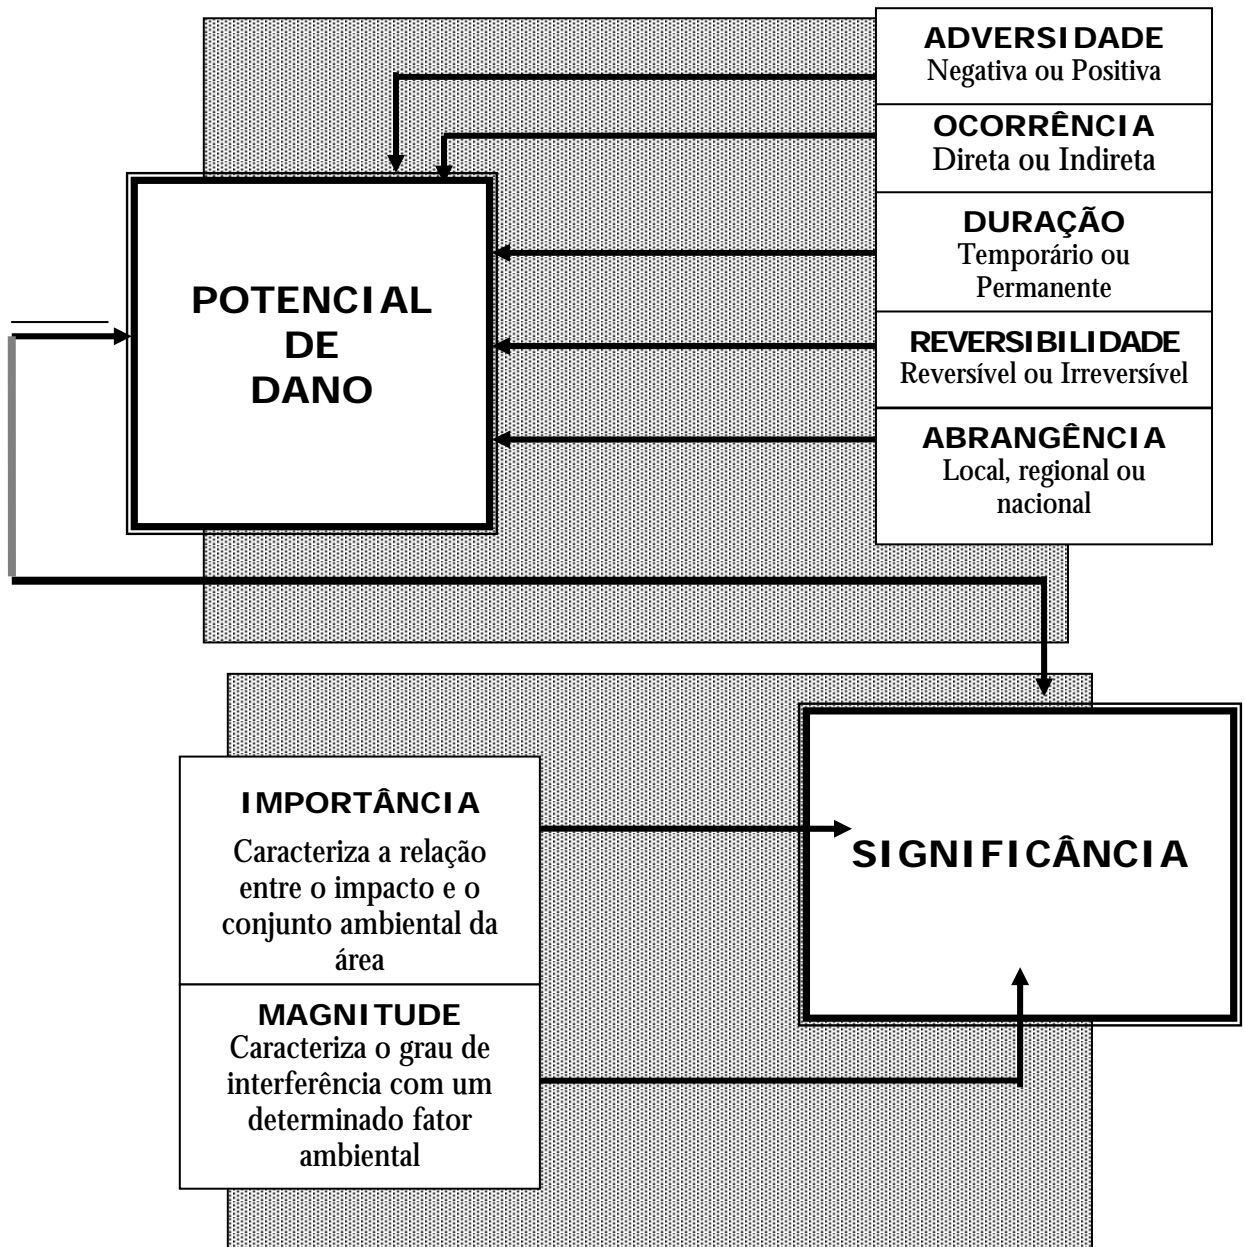 ADVERSIDADE
Negativa ou Positiva
OCORRÊNCIA
Direta ou Indireta
DURAÇÃO
Temporário ou
Permanente
REVERSIBILIDADE
Reversível ou Irreversível
ABRANGÊNCIA
Local, regional ou
nacional
POTENCIAL
DE
DANO
IMPORTÂNCIA
Caracteriza a relação
entre o impacto e o
conjunto ambiental da
área
MAGNITUDE
Caracteriza o grau de
interferência com um
determinado fator
ambiental
SIGNIFICÂNCIA